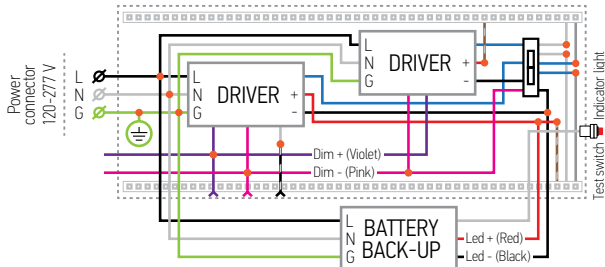 Power
connector
120-277 V
L
N
G
DRIVER
+
-
L
N
G
DRIVER
+
-
L
N
G
Dim + (Violet)
Dim - (Pink)
BATTERY
BACK-UP
L
N
G
Led + (Red)
Led - (Black)
Test switch
Indicator light